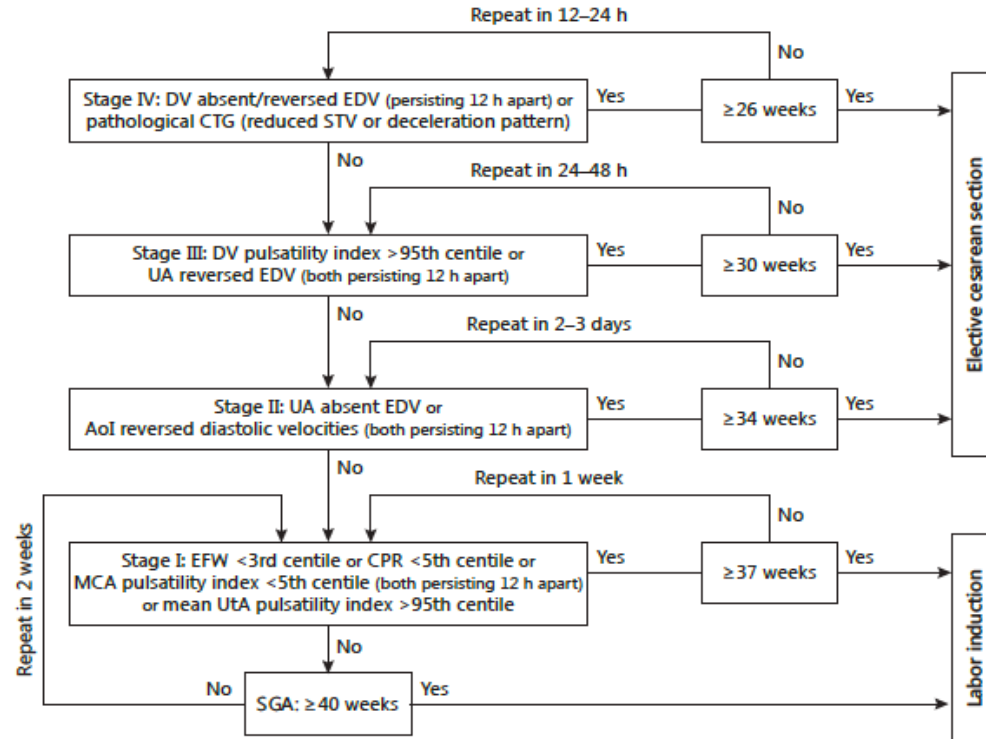 Repeat in 12–24 h
No
Stage IV: DV absent/reversed EDV (persisting 12 h apart) or
pathological CTG (reduced STV or deceleration pattern)
Yes
≥26 weeks
Yes
No
Repeat in 24–48 h
No
Stage III: DV pulsatility index >95th centile or
UA reversed EDV (both persisting 12 h apart)
Yes
≥30 weeks
Yes
Elective cesarean section
No
Repeat in 2–3 days
No
Stage II: UA absent EDV or
AoI reversed diastolic velocities (both persisting 12 h apart)
Yes
≥34 weeks
Yes
No
Repeat in 1 week
No
Repeat in 2 weeks
Stage I: EFW <3rd centile or CPR <5th centile or
MCA pulsatility index <5th centile (both persisting 12 h apart)
or mean UtA pulsatility index >95th centile
Yes
≥37 weeks
Yes
Labor induction
No
No
SGA: ≥40 weeks
Yes